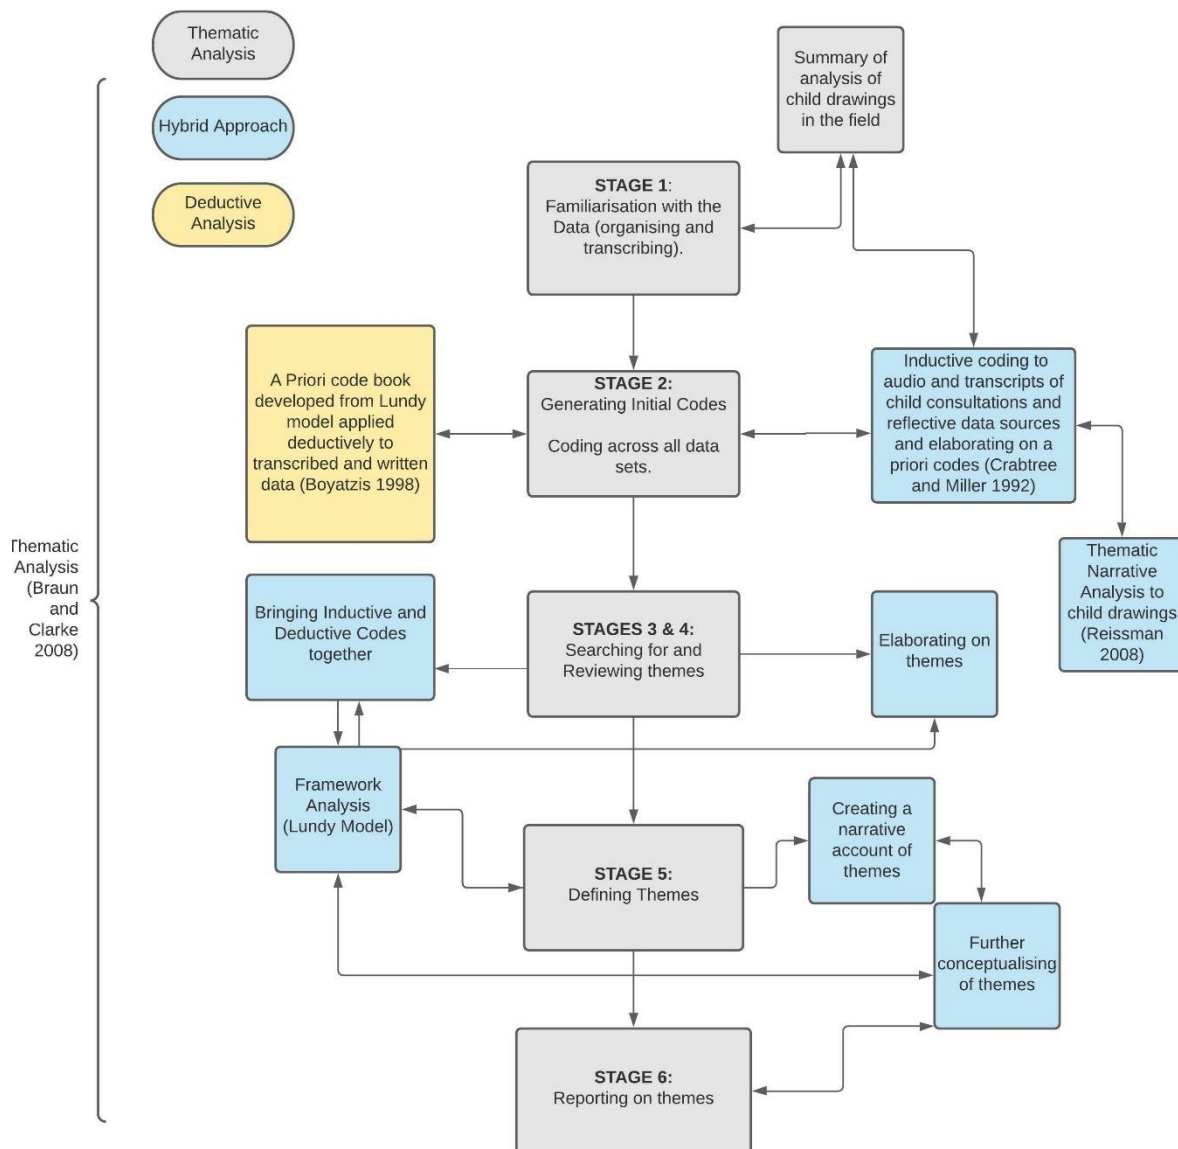 Thematic
Analysis
Hybrid Approach
Deductive
Analysis
Summary of
analysis of
child drawings
in the field
STAGE 1:
Familiarisation with the
Data (organising and
transcribing).
A Priori code book
developed from Lundy
model applied
deductively to
transcribed and written
data (Boyatzis 1998)
STAGE 2:
Generating Initial Codes
Coding across all data
sets.
Inductive coding to
audio and transcripts of
child consultations and
reflective data sources
and elaborating on a
priori codes (Crabtree
and Miller 1992)
Thematic
Narrative
Analysis to
child drawings
(Reissman
2008)
Thematic
Analysis
(Braun
and
Clarke
2008)
Bringing Inductive and
Deductive Codes
together
STAGES 3 & 4:
Searching for and
Reviewing themes
Elaborating on
themes
Framework
Analysis
(Lundy Model)
STAGE 5:
Defining Themes
Creating a
narrative
account of
themes
Further
conceptualising
of themes
STAGE 6:
Reporting on themes